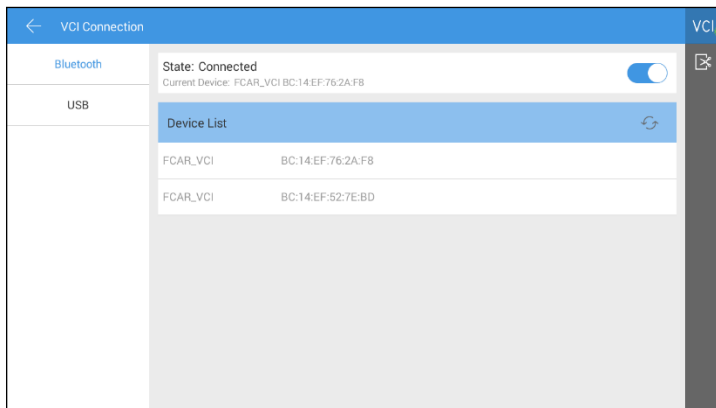 VCI Connection
VCI
Bluetooth
USB
State: Connected
Current Device: FCAR_VCI BC:14:EF:76:2A:F8
Device List
FCAR_VCI BC:14:EF:76:2A:F8
FCAR_VCI BC:14:EF:52:7E:BD